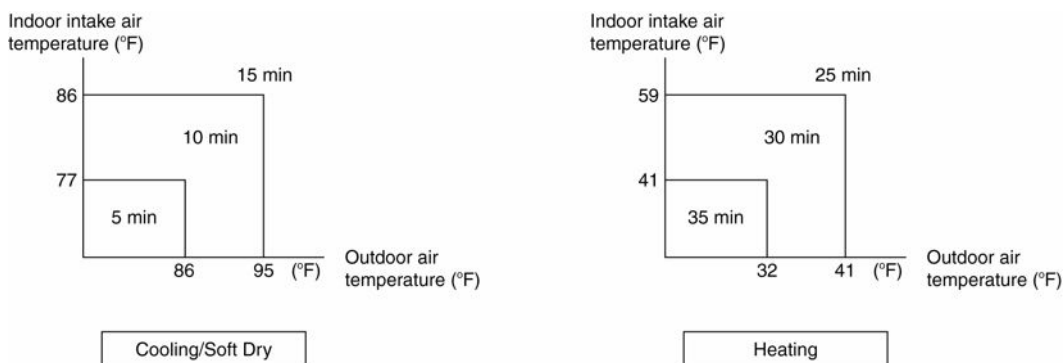 Indoor intake air
temperature (°F)
15 min
86
10 min
77
5 min
86 95 (°F)
Outdoor air
temperature (°F)
Cooling/Soft Dry
Indoor intake air
temperature (°F)
25 min
59
30 min
41
35 min
32 41 (°F)
Outdoor air
temperature (°F)
Heating